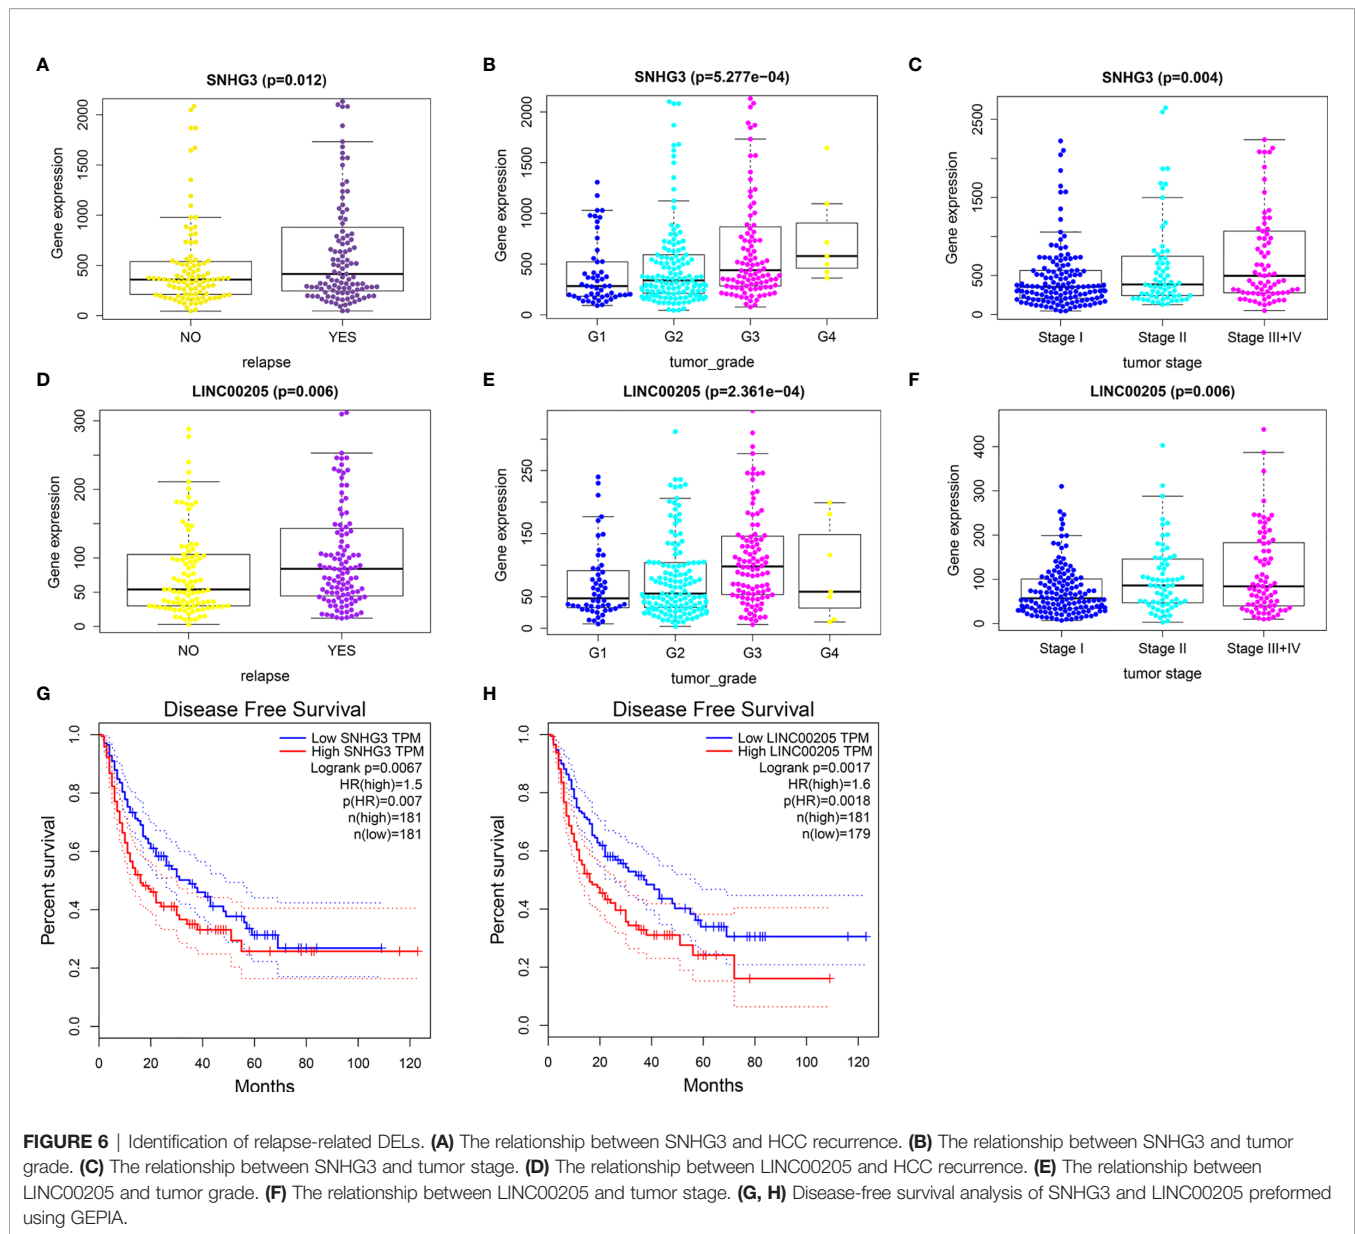 A
SNHG3 (p=0.012)
Gene expression
0
500
1000
1500
2000
NO
YES
relapse
B
SNHG3 (p=5.277e−04)
Gene expression
0
500
1000
1500
2000
G1
G2
G3
G4
tumor_grade
C
SNHG3 (p=0.004)
Gene expression
0
500
1500
2500
Stage I
Stage II
Stage III+IV
tumor stage
D
LINC00205 (p=0.006)
Gene expression
0
50
100
200
300
NO
YES
relapse
E
LINC00205 (p=2.361e−04)
Gene expression
0
50
150
250
G1
G2
G3
G4
tumor_grade
F
LINC00205 (p=0.006)
Gene expression
0
100
200
300
400
Stage I
Stage II
Stage III+IV
tumor stage
G
Disease Free Survival
Low SNHG3 TPM
High SNHG3 TPM
Logrank p=0.0067
HR(high)=1.5
p(HR)=0.007
n(high)=181
n(low)=181
Percent survival
0.0
0.2
0.4
0.6
0.8
1.0
0
20
40
60
80
100
120
Months
H
Disease Free Survival
Low LINC00205 TPM
High LINC00205 TPM
Logrank p=0.0017
HR(high)=1.6
p(HR)=0.0018
n(high)=181
n(low)=179
Percent survival
0.0
0.2
0.4
0.6
0.8
1.0
0
20
40
60
80
100
120
Months
FIGURE 6 | Identification of relapse-related DELs. (A) The relationship between SNHG3 and HCC recurrence. (B) The relationship between SNHG3 and tumor
grade. (C) The relationship between SNHG3 and tumor stage. (D) The relationship between LINC00205 and HCC recurrence. (E) The relationship between
LINC00205 and tumor grade. (F) The relationship between LINC00205 and tumor stage. (G, H) Disease-free survival analysis of SNHG3 and LINC00205 preformed
using GEPIA.